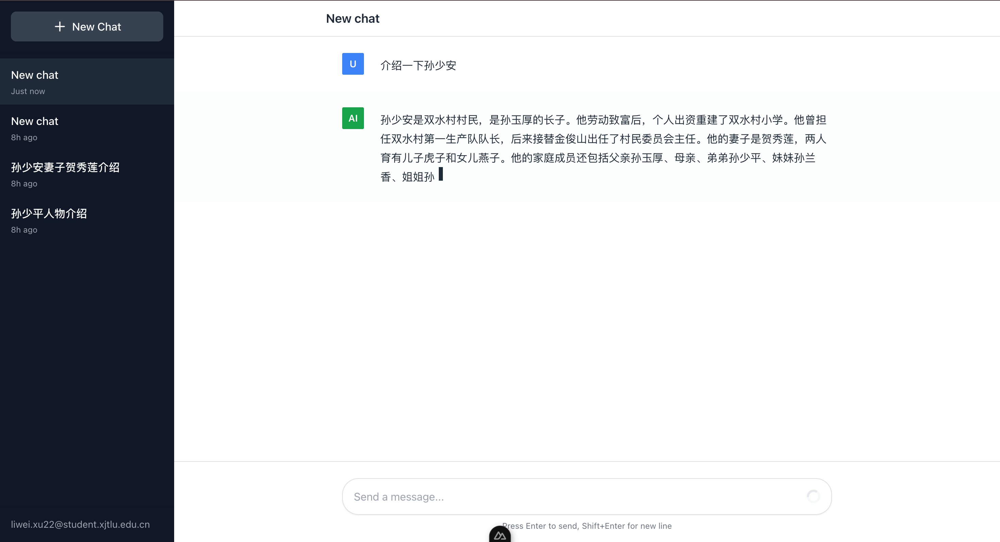 New Chat
New chat
Just now
New chat
8h ago
孙少安妻子贺秀莲介绍
8h ago
孙少平人物介绍
8h ago
liwei.xu22@student.xjtlu.edu.cn
New chat
U
介绍一下孙少安
AI
孙少安是双水村村民，是孙玉厚的长子。他劳动致富后，个人出资重建了双水村小学。他曾担
任双水村第一生产队队长，后来接替金俊山出任了村民委员会主任。他的妻子是贺秀莲，两人
育有儿子虎子和女儿燕子。他的家庭成员还包括父亲孙玉厚、母亲、弟弟孙少平、妹妹孙兰
香、姐姐孙
Send a message...
Press Enter to send, Shift+Enter for new line